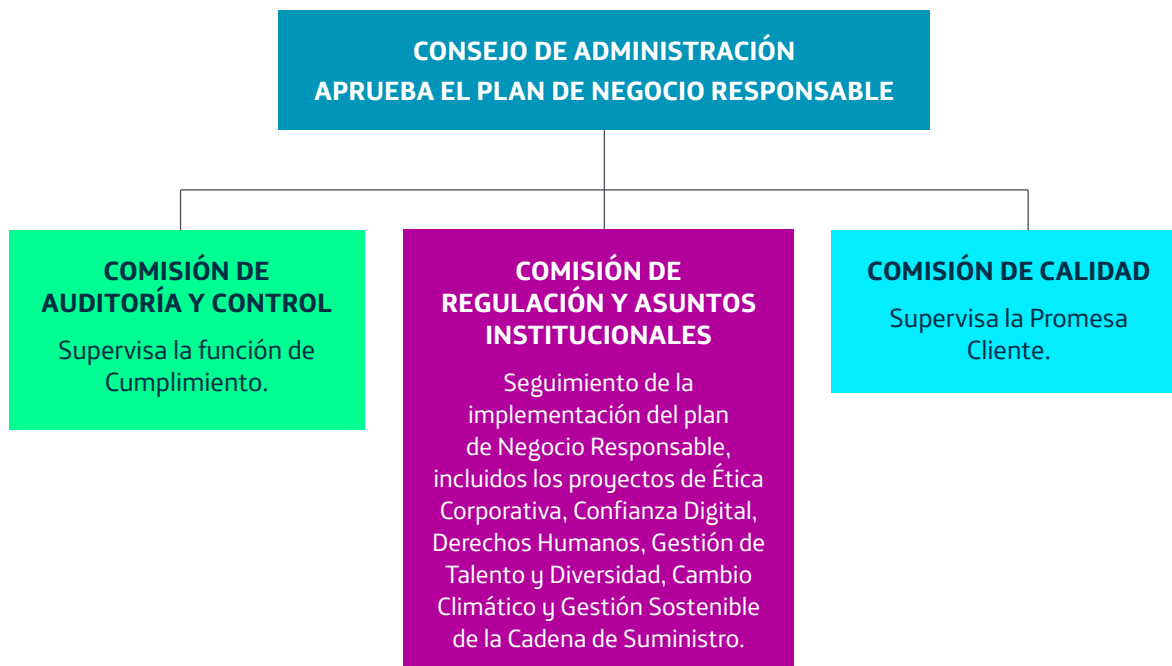 CONSEJO DE ADMINISTRACIÓN
APRUEBA EL PLAN DE NEGOCIO RESPONSABLE
COMISIÓN DE
AUDITORÍA Y CONTROL
Supervisa la función de
Cumplimiento.
COMISIÓN DE
REGULACIÓN Y ASUNTOS
INSTITUCIONALES
Seguimiento de la
implementación del plan
de Negocio Responsable,
incluidos los proyectos de Ética
Corporativa, Confianza Digital,
Derechos Humanos, Gestión de
Talento y Diversidad, Cambio
Climático y Gestión Sostenible
de la Cadena de Suministro.
COMISIÓN DE CALIDAD
Supervisa la Promesa
Cliente.